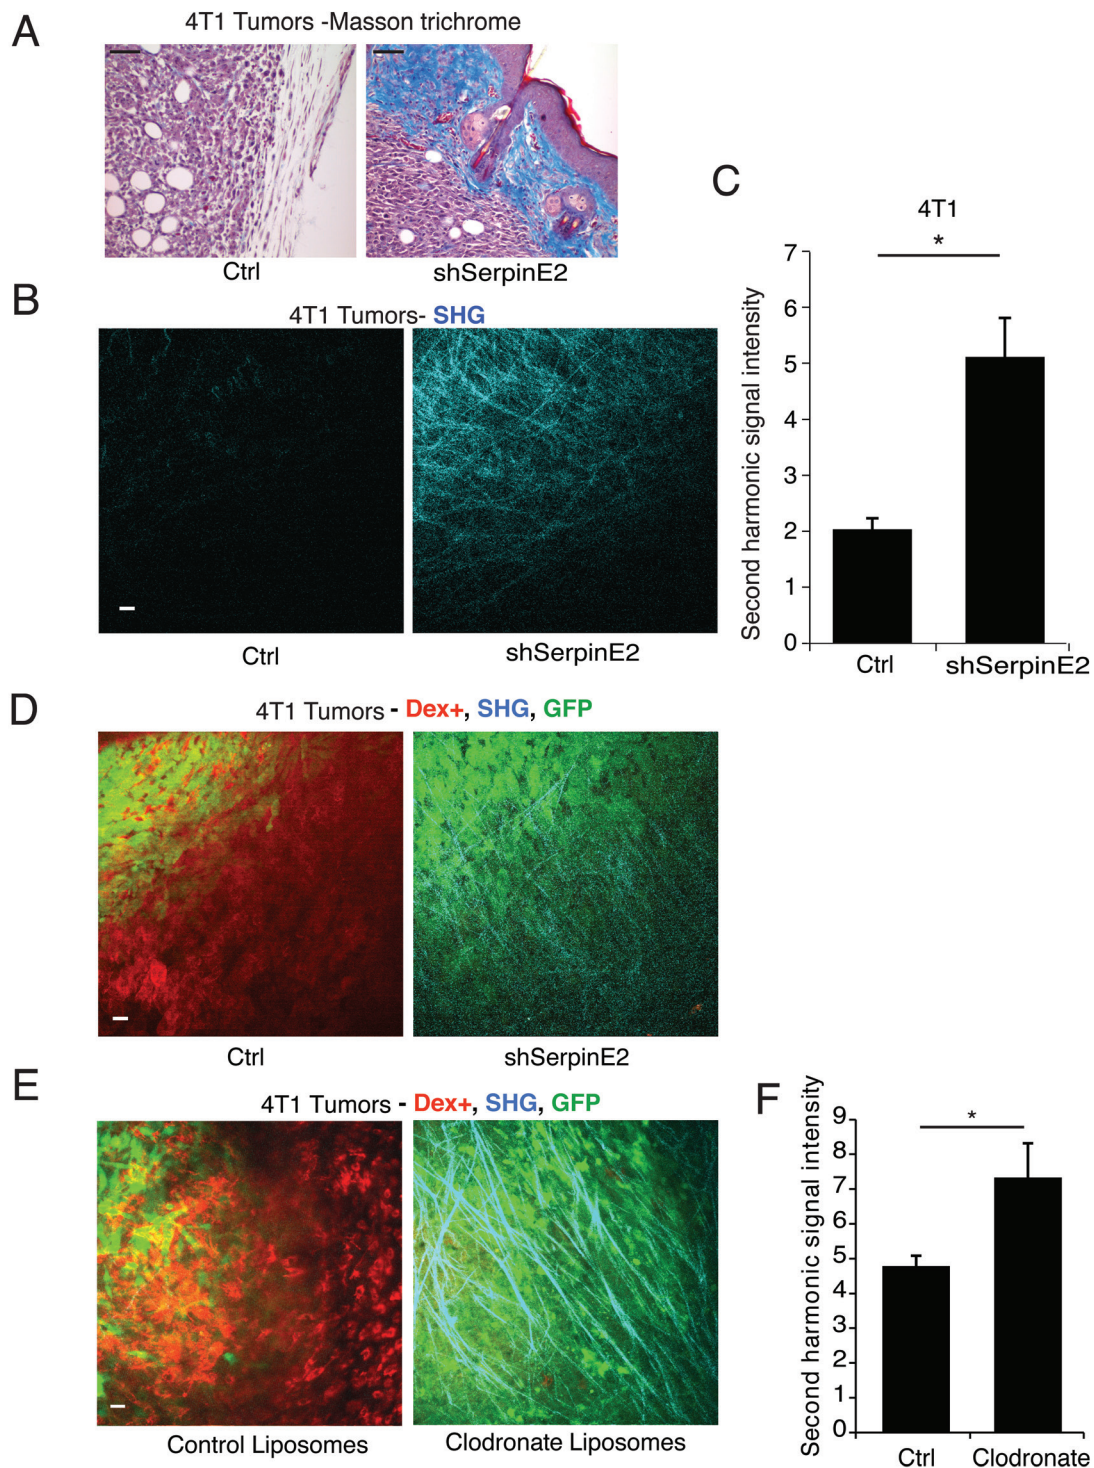 A
4T1 Tumors -Masson trichrome
Ctrl
shSerpinE2
B
4T1 Tumors- SHG
Ctrl
shSerpinE2
C
4T1
*
Second harmonic signal intensity
7
6
5
4
3
2
1
0
Ctrl
shSerpinE2
D
4T1 Tumors - Dex+, SHG, GFP
Ctrl
shSerpinE2
E
4T1 Tumors - Dex+, SHG, GFP
Control Liposomes
Clodronate Liposomes
F
*
Second harmonic signal intensity
9
8
7
6
5
4
3
2
1
0
Ctrl
Clodronate